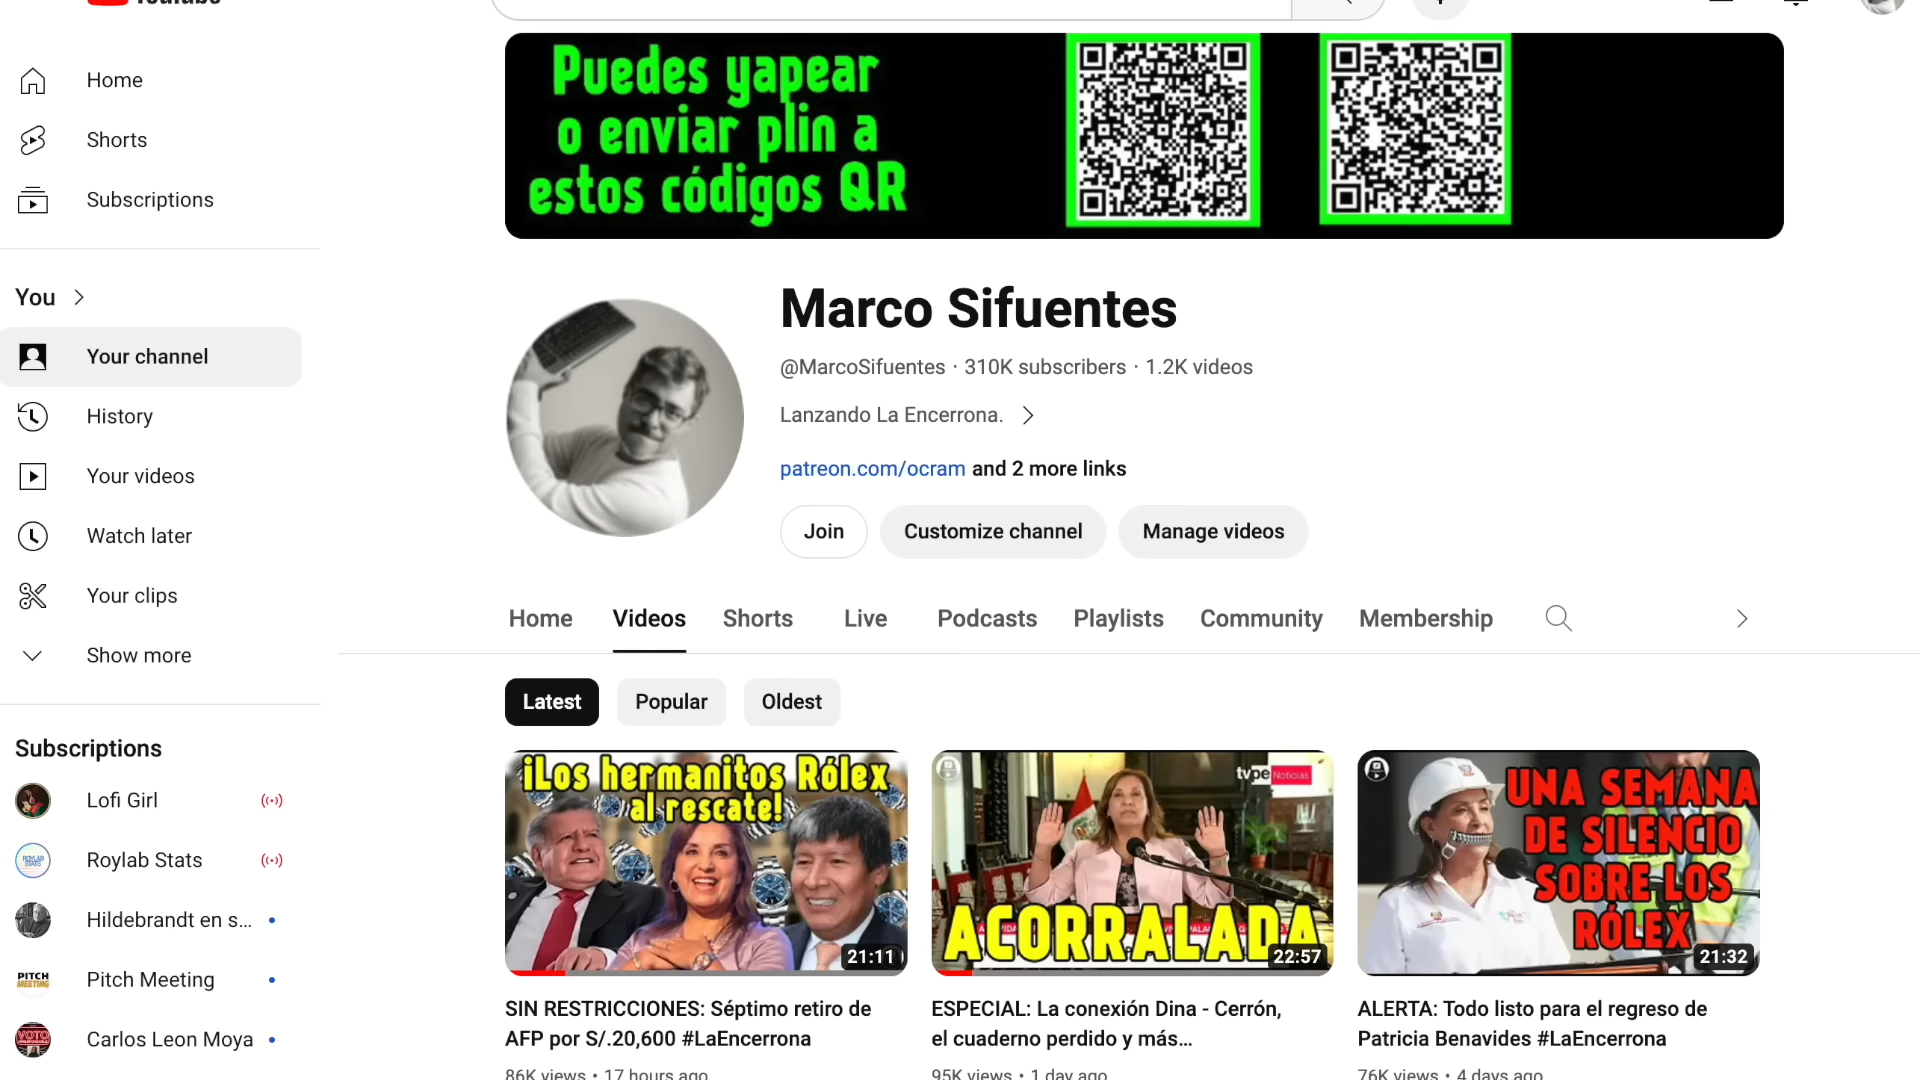 YouTube
Home
Shorts
Subscriptions
You
Your channel
History
Your videos
Watch later
Your clips
Show more
Subscriptions
Lofi Girl
Roylab Stats
Hildebrandt en s...
PITCH
MEETING
Pitch Meeting
VOTO
Carlos Leon Moya
Puedes yapear
o enviar plin a
estos códigos QR
Marco Sifuentes
@MarcoSifuentes · 310K subscribers · 1.2K videos
Lanzando La Encerrona.
patreon.com/ocram and 2 more links
Join
Customize channel
Manage videos
Home
Videos
Shorts
Live
Podcasts
Playlists
Community
Membership
Latest
Popular
Oldest
¡Los hermanitos Rólex
al rescate!
21:11
SIN RESTRICCIONES: Séptimo retiro de
AFP por S/.20,600 #LaEncerrona
86K views • 17 hours ago
tvpe Noticias
ACORRALADA
22:57
ESPECIAL: La conexión Dina - Cerrón,
el cuaderno perdido y más...
95K views • 1 day ago
UNA SEMANA
DE SILENCIO
SOBRE LOS
RÓLEX
21:32
ALERTA: Todo listo para el regreso de
Patricia Benavides #LaEncerrona
76K views • 4 days ago